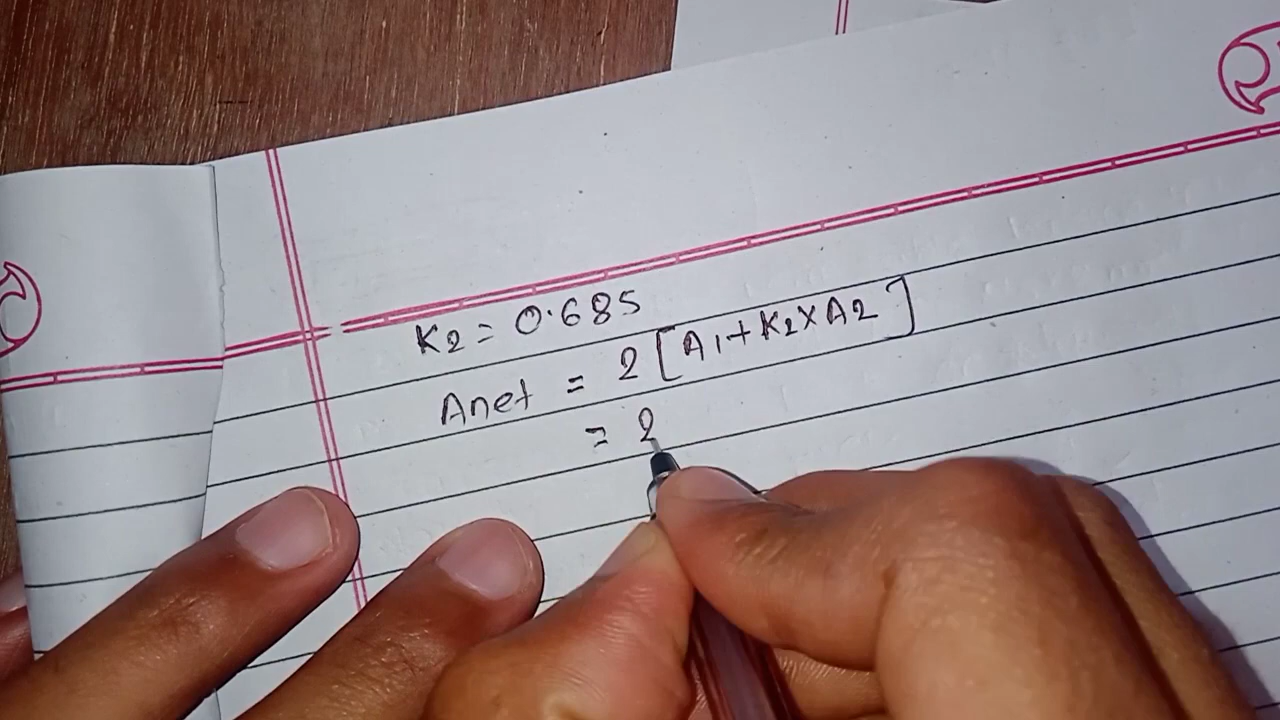 K2 = 0.685
Anet = 2 [A1+K2×A2]
= 2